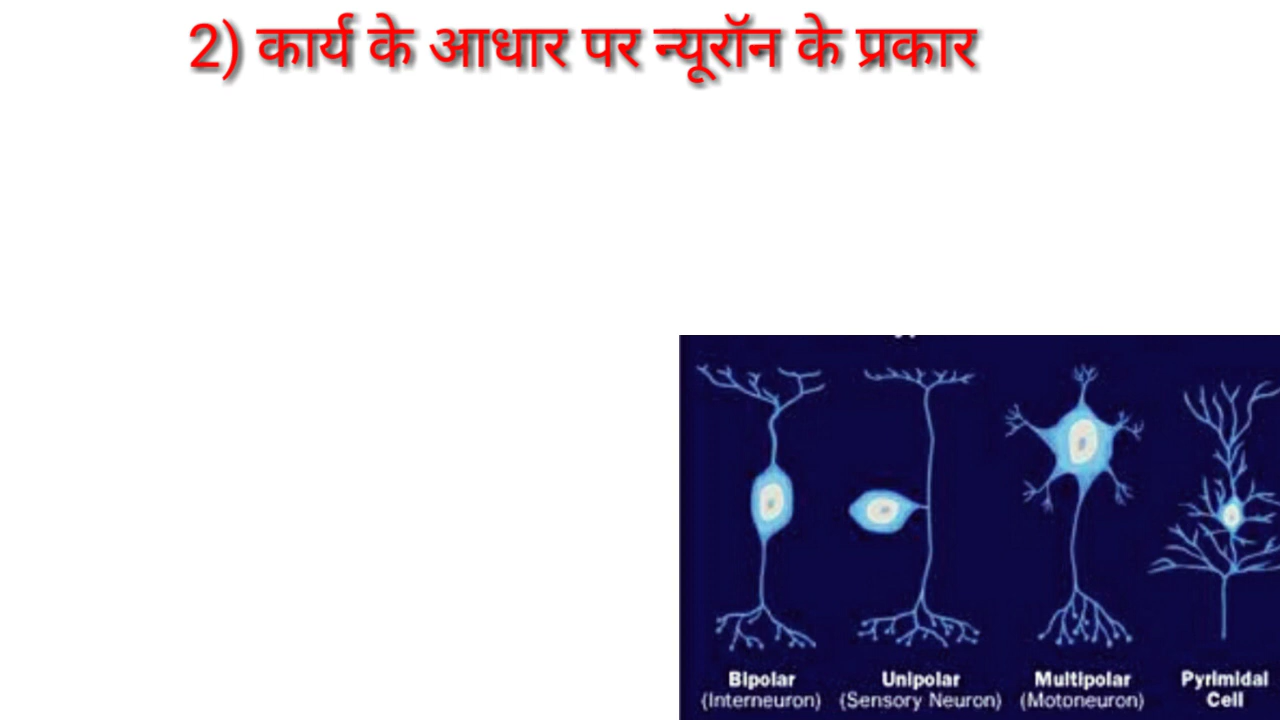 2) कार्य के आधार पर न्यूरॉन के प्रकार
Bipolar
(Interneuron)
Unipolar
(Sensory Neuron)
Multipolar
(Motoneuron)
Pyrimidal
Cell